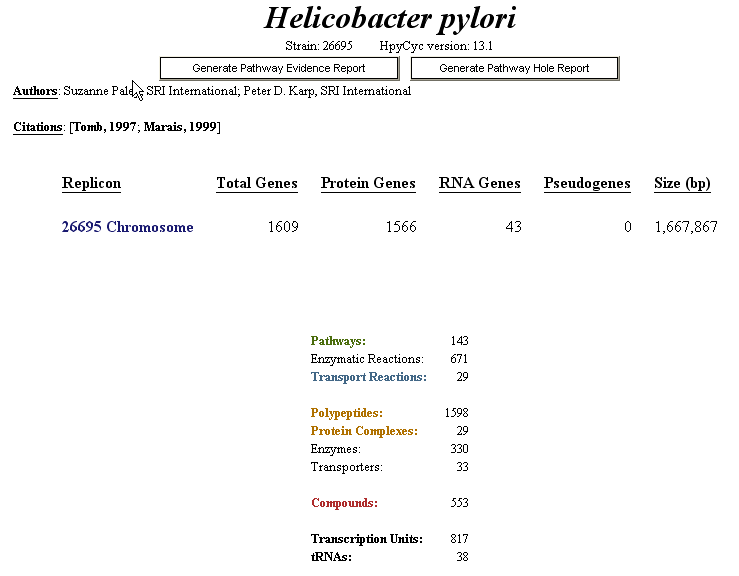 Helicobacter pylori
Strain: 26695 HpyCyc version: 13.1
Generate Pathway Evidence Report Generate Pathway Hole Report
Authors: Suzanne Pale SRI International; Peter D. Karp, SRI International
Citations: [Tomb, 1997; Marais, 1999]
Replicon Total Genes Protein Genes RNA Genes Pseudogenes Size (bp)
26695 Chromosome 1609 1566 43 0 1,667,867
Pathways: 143
Enzymatic Reactions: 671
Transport Reactions: 29
Polypeptides: 1598
Protein Complexes: 29
Enzymes: 330
Transporters: 33
Compounds: 553
Transcription Units: 817
tRNAs: 38